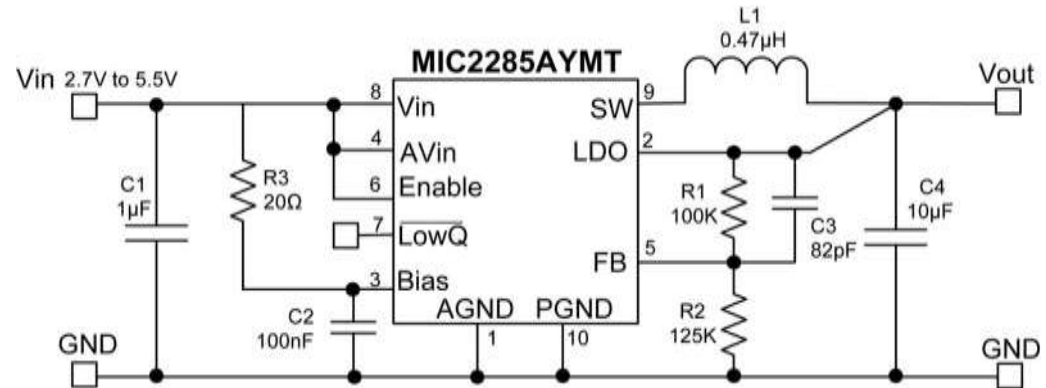 L1
0.47µH
MIC2285AYMT
Vin 2.7V to 5.5V
Vout
8
Vin
SW
9
4
AVin
LDO
2
6
Enable
7
LowQ
FB
5
3
Bias
AGND
PGND
1
10
C1
1µF
R3
20Ω
C2
100nF
R1
100K
C3
82pF
R2
125K
C4
10µF
GND
GND